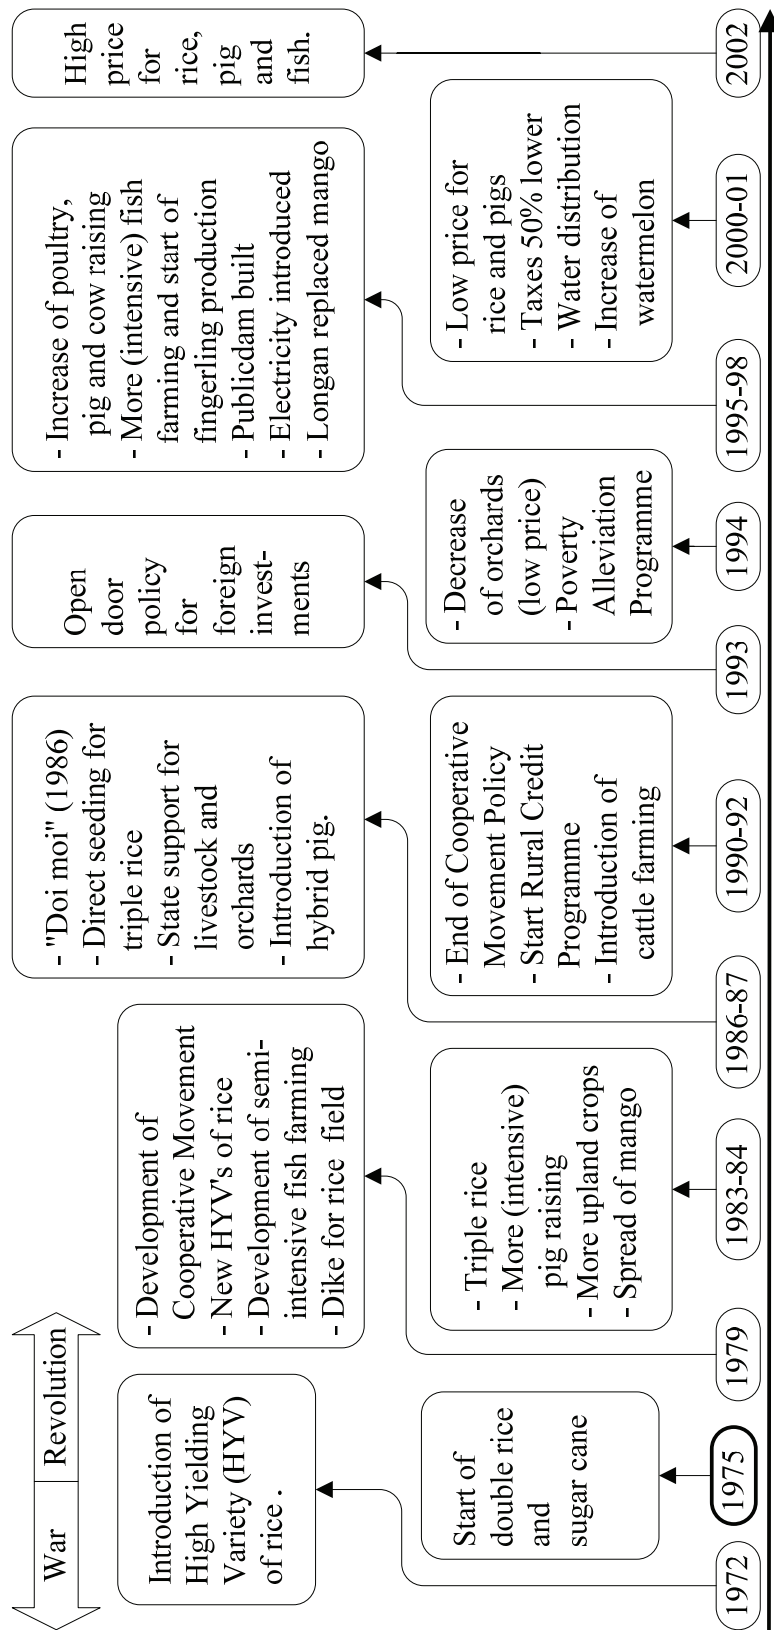 War
Revolution
Introduction of
High Yielding
Variety (HYV)
of rice .
- Development of
Cooperative Movement
- New HYV's of rice
- Development of semi-
intensive fish farming
- Dike for rice field
- "Doi moi" (1986)
- Direct seeding for
triple rice
- State support for
livestock and
orchards
- Introduction of
hybrid pig.
Open
door
policy
for
foreign
invest-
ments
- Increase of poultry,
pig and cow raising
- More (intensive) fish
farming and start of
fingerling production
- Publicdam built
- Electricity introduced
- Longan replaced mango
High
price
for
rice,
pig
and
fish.
Start of
double rice
and
sugar cane
- Triple rice
- More (intensive)
pig raising
- More upland crops
- Spread of mango
- End of Cooperative
Movement Policy
- Start Rural Credit
Programme
- Introduction of
cattle farming
- Decrease
of orchards
(low price)
- Poverty
Alleviation
Programme
- Low price for
rice and pigs
- Taxes 50% lower
- Water distribution
- Increase of
watermelon
1972
1975
1979
1983-84
1986-87
1990-92
1993
1994
1995-98
2000-01
2002